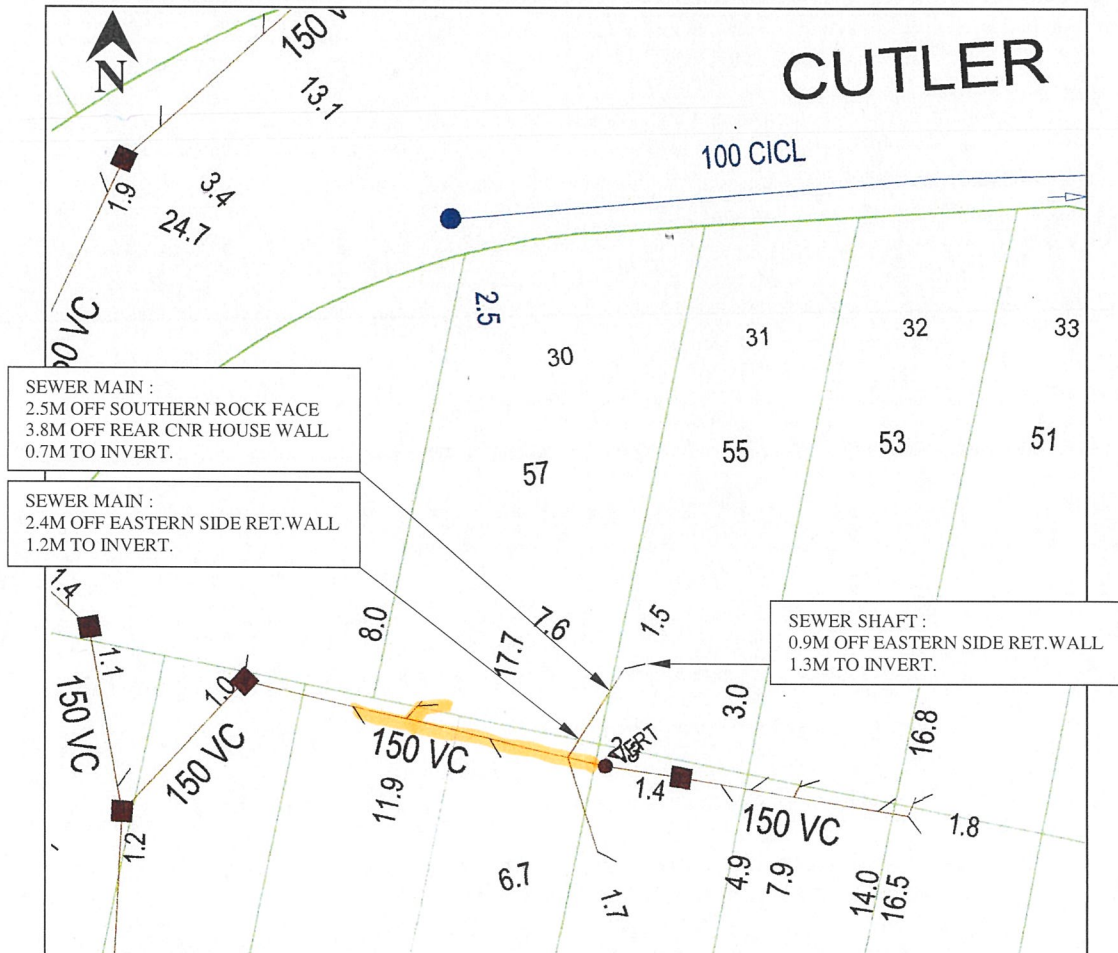 150 V
N
CUTLER
13.1
100 CICL
1.9
3.4
24.7
2.5
30
31
32
33
0 VC
SEWER MAIN :
2.5M OFF SOUTHERN ROCK FACE
3.8M OFF REAR CNR HOUSE WALL
0.7M TO INVERT.
57
55
53
51
SEWER MAIN :
2.4M OFF EASTERN SIDE RET.WALL
1.2M TO INVERT.
1.4
8.0
17.7
7.6
1.5
SEWER SHAFT :
0.9M OFF EASTERN SIDE RET.WALL
1.3M TO INVERT.
1.1
1.0
150 VC
150 VC
150 VC
3.0
16.8
VERT
11.9
1.4
150 VC
1.8
1.2
6.7
1.7
4.9
7.9
14.0
16.5